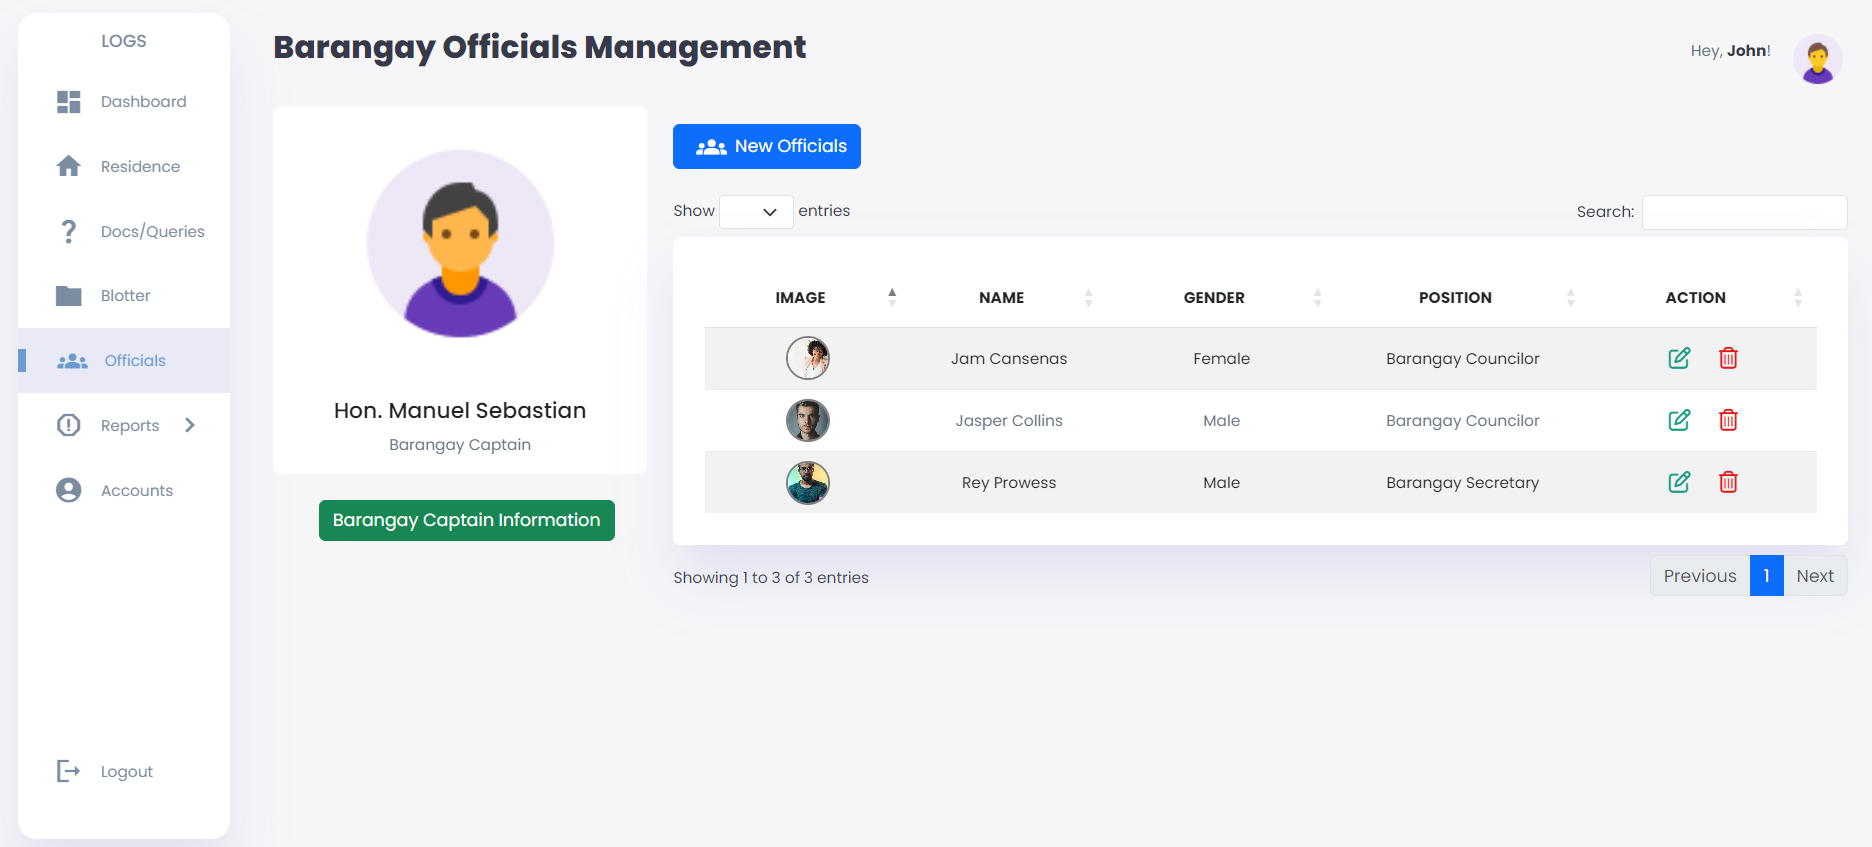 LOGS
Dashboard
Residence
Docs/Queries
Blotter
Officials
Reports
Accounts
Logout
Barangay Officials Management
Hey, John!
Hon. Manuel Sebastian
Barangay Captain
Barangay Captain Information
New Officials
Show entries
Search:
IMAGE NAME GENDER POSITION ACTION
Jam Cansenas Female Barangay Councilor
Jasper Collins Male Barangay Councilor
Rey Prowess Male Barangay Secretary
Showing 1 to 3 of 3 entries
Previous 1 Next